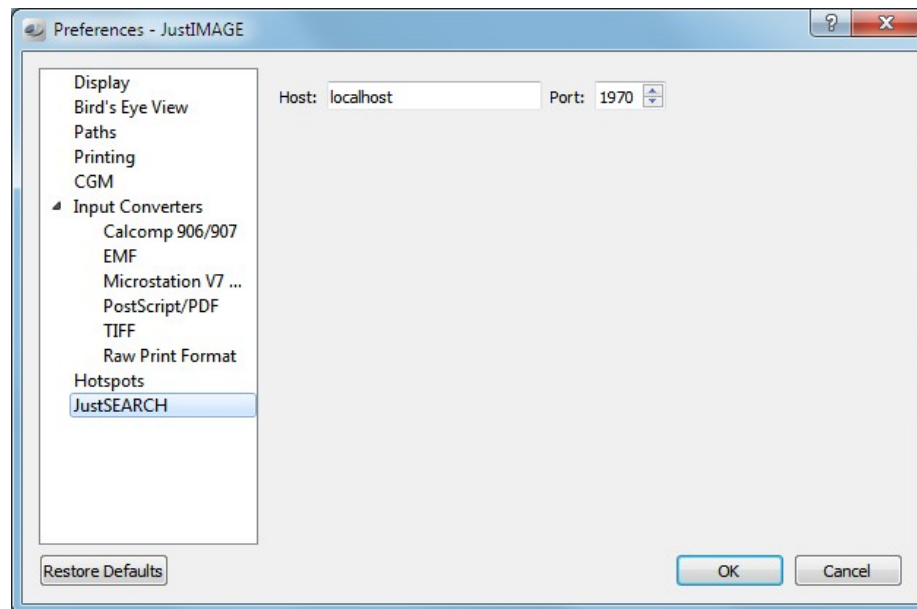 Preferences - JustIMAGE
Display
Bird's Eye View
Paths
Printing
CGM
Input Converters
Calcomp 906/907
EMF
Microstation V7 ...
PostScript/PDF
TIFF
Raw Print Format
Hotspots
JustSEARCH
Host: localhost Port: 1970
Restore Defaults OK Cancel